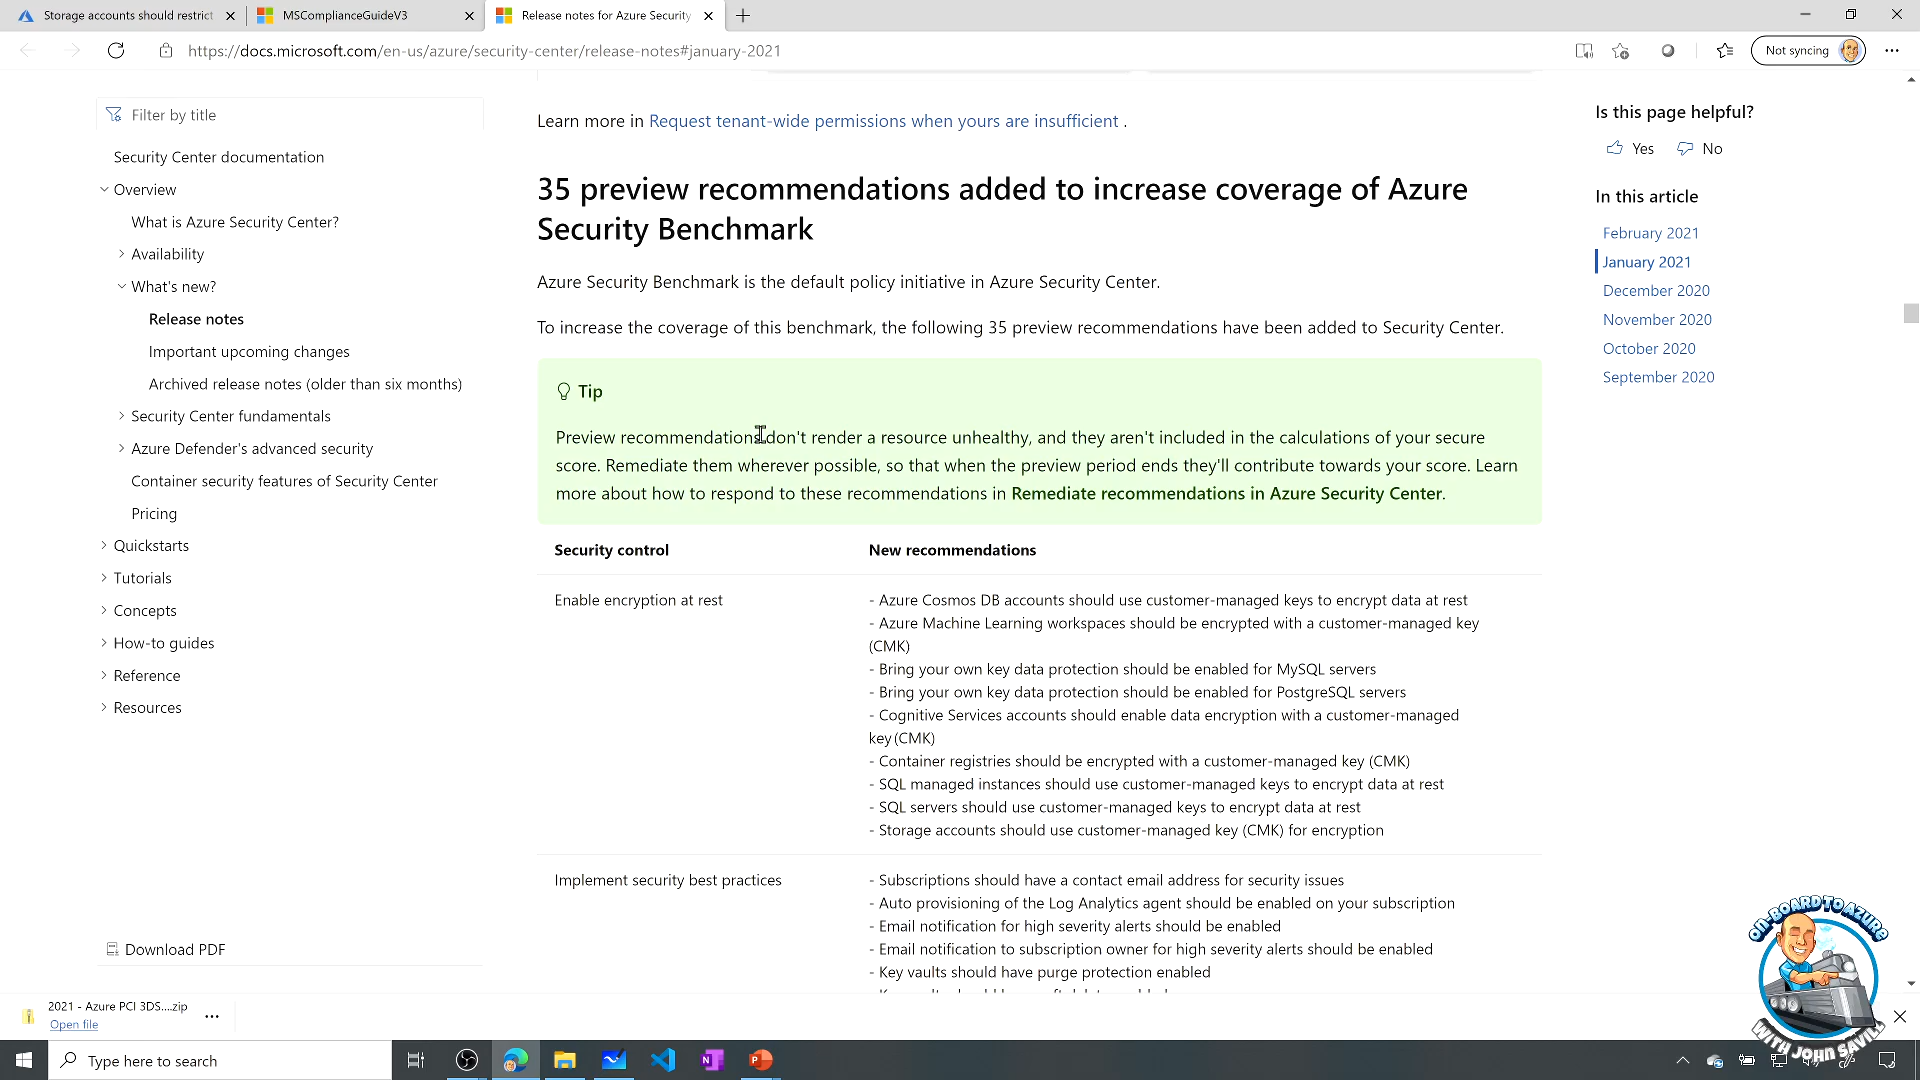 Storage accounts should restrict
MSComplianceGuideV3
Release notes for Azure Security
https://docs.microsoft.com/en-us/azure/security-center/release-notes#january-2021
Not syncing
Filter by title
Security Center documentation
Overview
What is Azure Security Center?
Availability
What's new?
Release notes
Important upcoming changes
Archived release notes (older than six months)
Security Center fundamentals
Azure Defender's advanced security
Container security features of Security Center
Pricing
Quickstarts
Tutorials
Concepts
How-to guides
Reference
Resources
Download PDF
Learn more in Request tenant-wide permissions when yours are insufficient .
35 preview recommendations added to increase coverage of Azure
Security Benchmark
Azure Security Benchmark is the default policy initiative in Azure Security Center.
To increase the coverage of this benchmark, the following 35 preview recommendations have been added to Security Center.
Tip
Preview recommendations don't render a resource unhealthy, and they aren't included in the calculations of your secure
score. Remediate them wherever possible, so that when the preview period ends they'll contribute towards your score. Learn
more about how to respond to these recommendations in Remediate recommendations in Azure Security Center.
Security control
New recommendations
Enable encryption at rest
- Azure Cosmos DB accounts should use customer-managed keys to encrypt data at rest
- Azure Machine Learning workspaces should be encrypted with a customer-managed key
(CMK)
- Bring your own key data protection should be enabled for MySQL servers
- Bring your own key data protection should be enabled for PostgreSQL servers
- Cognitive Services accounts should enable data encryption with a customer-managed
key (CMK)
- Container registries should be encrypted with a customer-managed key (CMK)
- SQL managed instances should use customer-managed keys to encrypt data at rest
- SQL servers should use customer-managed keys to encrypt data at rest
- Storage accounts should use customer-managed key (CMK) for encryption
Implement security best practices
- Subscriptions should have a contact email address for security issues
- Auto provisioning of the Log Analytics agent should be enabled on your subscription
- Email notification for high severity alerts should be enabled
- Email notification to subscription owner for high severity alerts should be enabled
- Key vaults should have purge protection enabled
Is this page helpful?
Yes
No
In this article
February 2021
January 2021
December 2020
November 2020
October 2020
September 2020
ON-BOARD TO AZURE
WITH JOHN SAVILL
2021 - Azure PCI 3DS....zip
Open file
Type here to search